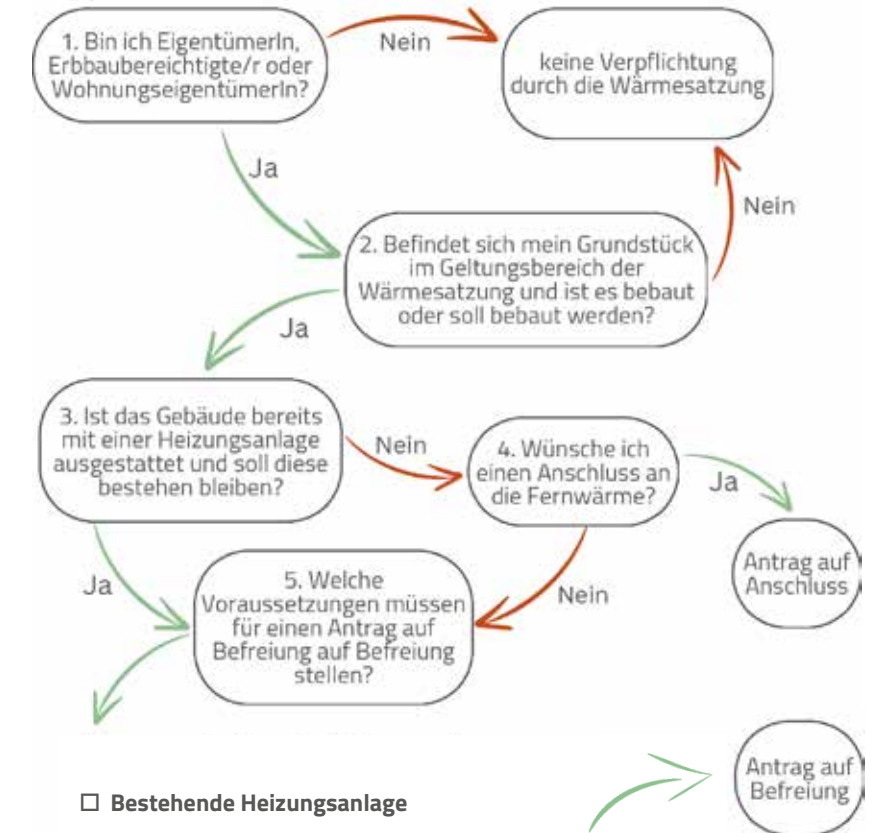 1. Bin ich EigentümerIn,
Erbbaubereichtigte/r oder
WohnungseigentümerIn?
Nein
keine Verpflichtung
durch die Wärmesatzung
Ja
Nein
2. Befindet sich mein Grundstück
im Geltungsbereich der
Wärmesatzung und ist es bebaut
oder soll bebaut werden?
Ja
3. Ist das Gebäude bereits
mit einer Heizungsanlage
ausgestattet und soll diese
bestehen bleiben?
Nein
4. Wünsche ich
einen Anschluss an
die Fernwärme?
Ja
Antrag auf
Anschluss
Ja
Nein
5. Welche
Voraussetzungen müssen
für einen Antrag auf
Befreiung auf Befreiung
stellen?
Antrag auf
Befreiung
☐ Bestehende Heizungsanlage